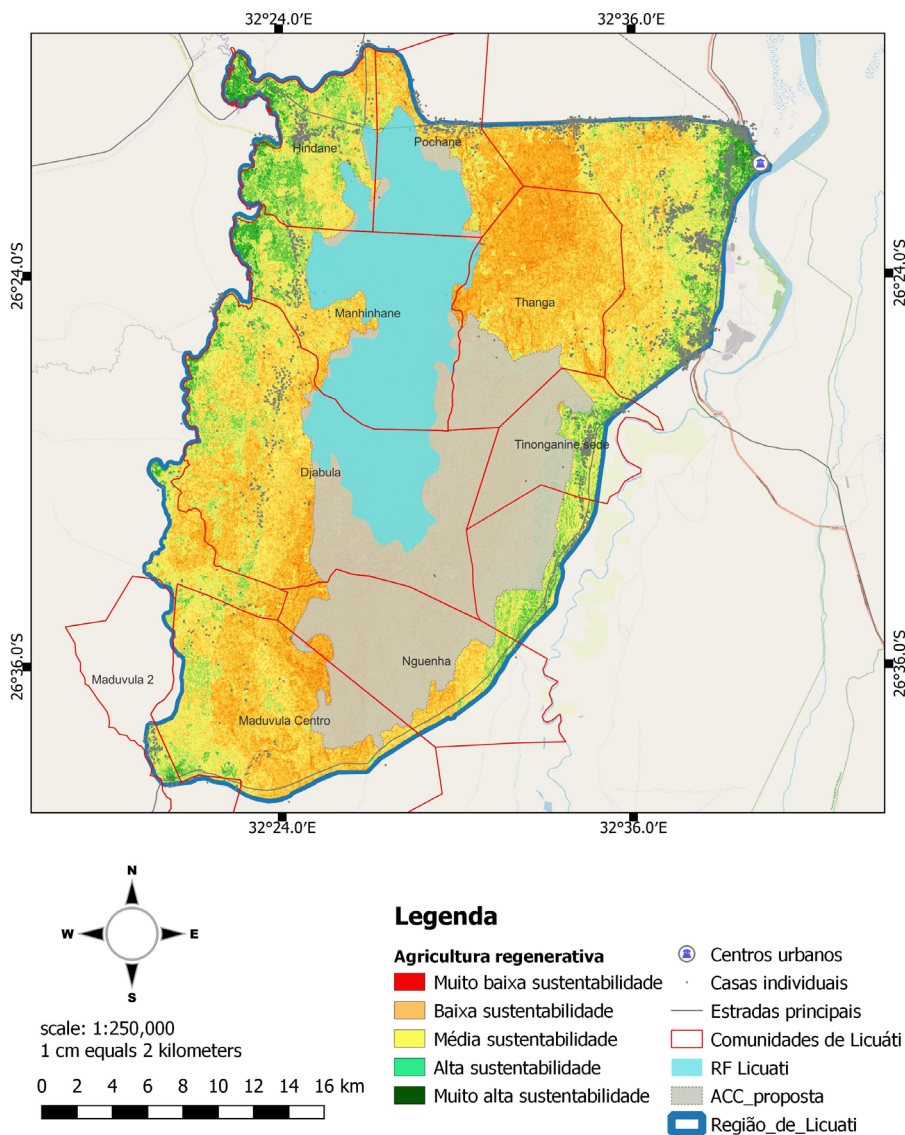 32°24.0'E
32°36.0'E
Hindane
Pochane
26°24.0'S
26°24.0'S
Thanga
Manhinhane
Tinonganine sede
Djabula
26°36.0'S
26°36.0'S
Nguenha
Maduvula 2
Maduvula Centro
32°24.0'E
32°36.0'E
N
W
E
S
scale: 1:250,000
1 cm equals 2 kilometers
0 2 4 6 8 10 12 14 16 km
Legenda
Agricultura regenerativa
Muito baixa sustentabilidade
Baixa sustentabilidade
Média sustentabilidade
Alta sustentabilidade
Muito alta sustentabilidade
Centros urbanos
Casas individuais
Estradas principais
Comunidades de Licuáti
RF Licuati
ACC_proposta
Região_de_Licuati